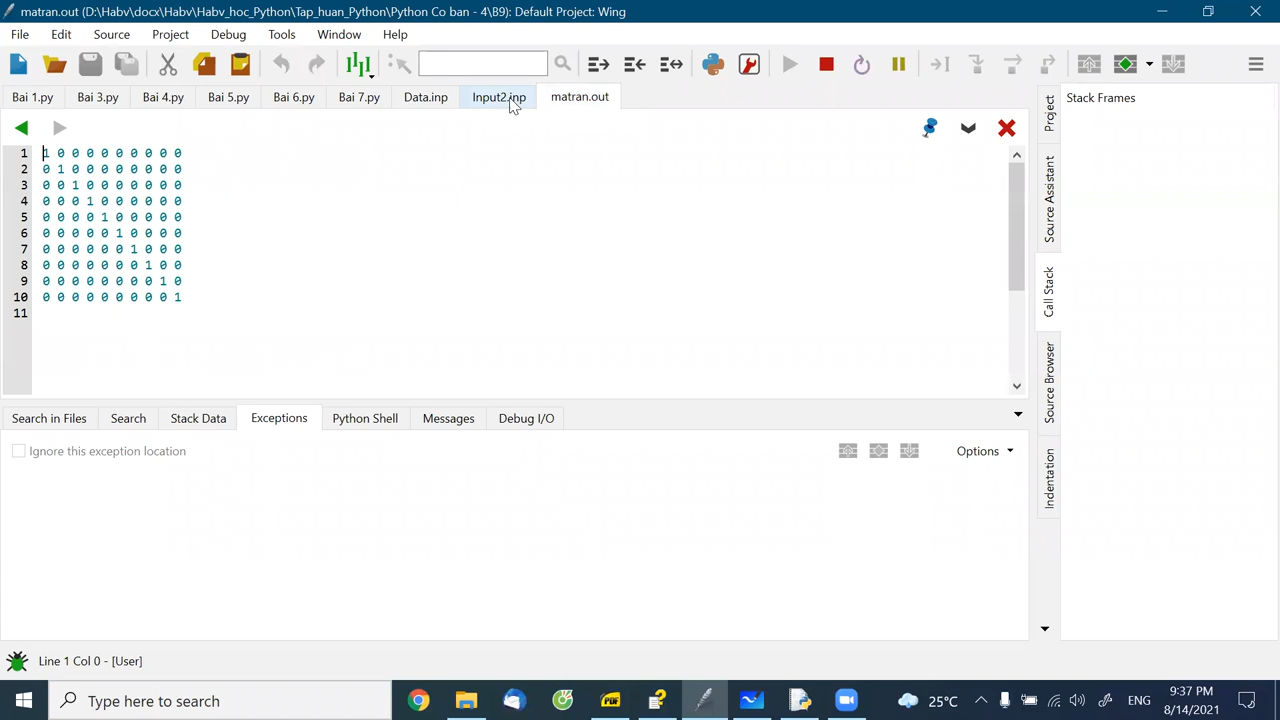 matran.out (D:\Habv\docx\Habv\Habv_hoc_Python\Tap_huan_Python\Python Co ban - 4\B9): Default Project: Wing
File Edit Source Project Debug Tools Window Help
Bai 1.py Bai 3.py Bai 4.py Bai 5.py Bai 6.py Bai 7.py Data.inp Input2.inp matran.out
Stack Frames
1 1 0 0 0 0 0 0 0 0 0
2 0 1 0 0 0 0 0 0 0 0
3 0 0 1 0 0 0 0 0 0 0
4 0 0 0 1 0 0 0 0 0 0
5 0 0 0 0 1 0 0 0 0 0
6 0 0 0 0 0 1 0 0 0 0
7 0 0 0 0 0 0 1 0 0 0
8 0 0 0 0 0 0 0 1 0 0
9 0 0 0 0 0 0 0 0 1 0
10 0 0 0 0 0 0 0 0 0 1
11
Project
Source Assistant
Call Stack
Source Browser
Indentation
Search in Files Search Stack Data Exceptions Python Shell Messages Debug I/O
Ignore this exception location Options
Line 1 Col 0 - [User]
Type here to search
PDF
25°C ENG
9:37 PM
8/14/2021